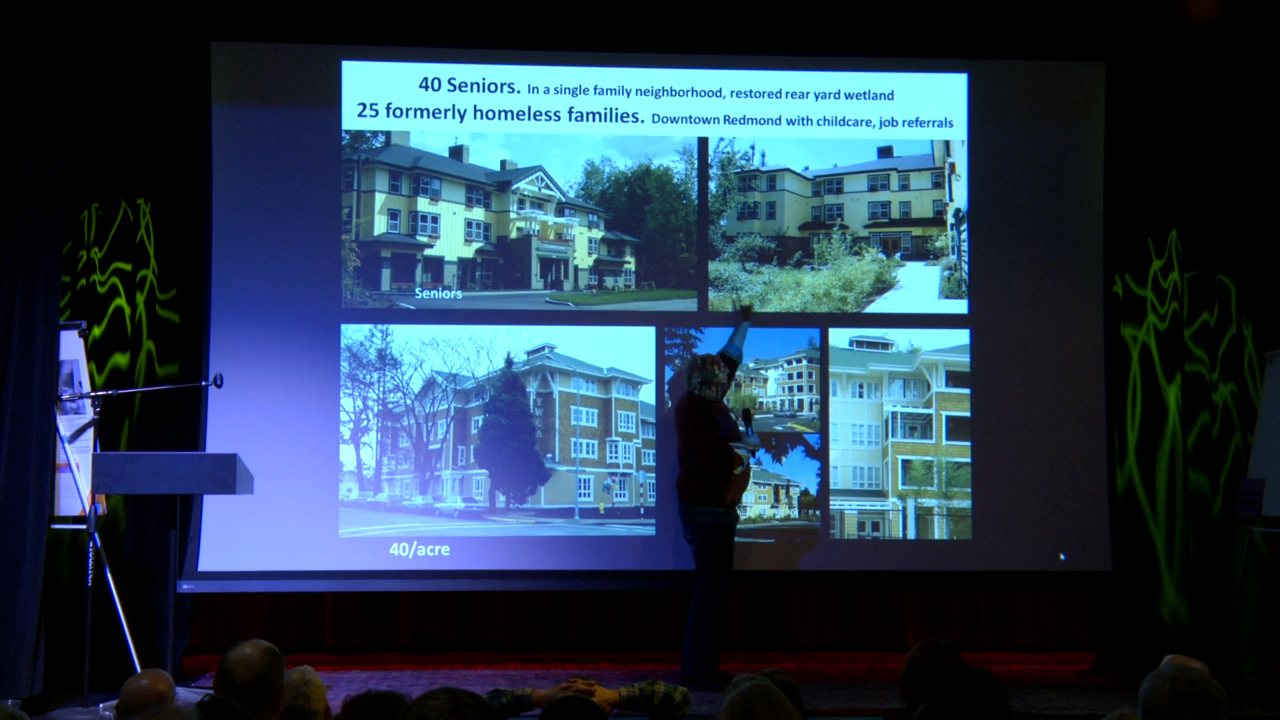 40 Seniors. In a single family neighborhood, restored rear yard wetland
25 formerly homeless families. Downtown Redmond with childcare, job referrals
Seniors
40/acre